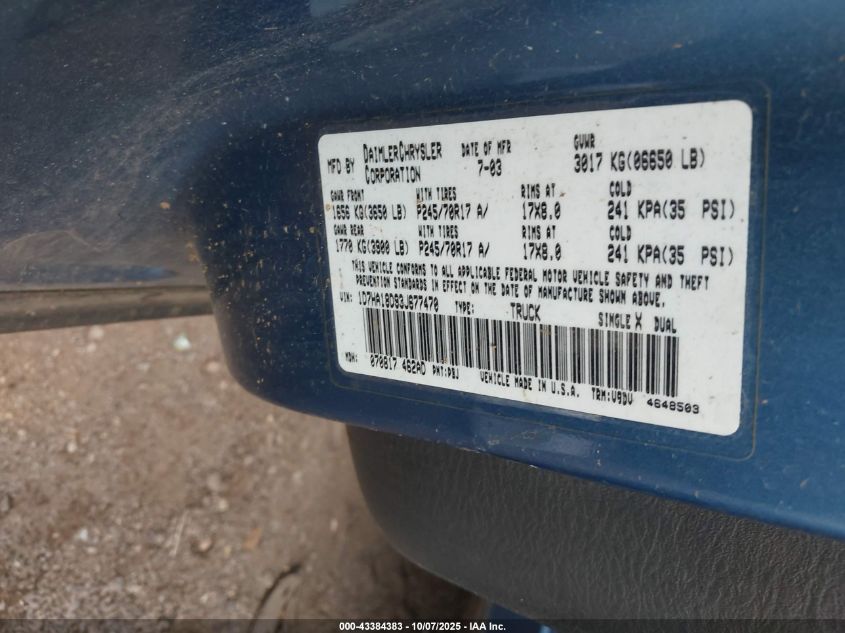 MFD BY DAIMLERCHRYSLER CORPORATION DATE OF MFR 7-03 GVWR 3017 KG(06650 LB)
GAWR FRONT WITH TIRES RIMS AT COLD
1656 KG(3650 LB) P245/70R17 A/ 17X8.0 241 KPA(35 PSI)
GAWR REAR WITH TIRES RIMS AT COLD
1770 KG(3900 LB) P245/70R17 A/ 17X8.0 241 KPA(35 PSI)
THIS VEHICLE CONFORMS TO ALL APPLICABLE FEDERAL MOTOR VEHICLE SAFETY AND THEFT
PREVENTION STANDARDS IN EFFECT ON THE DATE OF MANUFACTURE SHOWN ABOVE.
VIN: 1D7HA18D93J677470 TYPE: TRUCK SINGLE X DUAL
MDH: 070817 462AD PNT:PBJ VEHICLE MADE IN U.S.A. TRM:V9DV 4648503
000-43384383 - 10/07/2025 - IAA Inc.